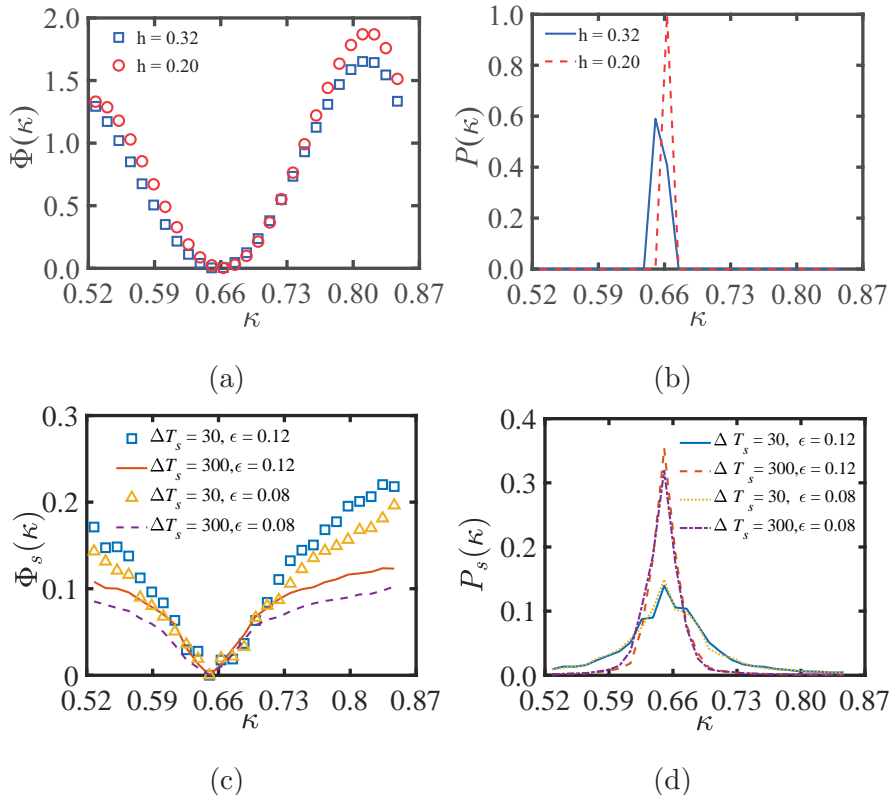 2.0
1.5
1.0
0.5
0.0
Φ(κ)
h = 0.32
h = 0.20
0.52 0.59 0.66 0.73 0.80 0.87
κ
(a)
1.0
0.8
0.6
0.4
0.2
0.0
P(κ)
h = 0.32
h = 0.20
0.52 0.59 0.66 0.73 0.80 0.87
κ
(b)
0.3
0.2
0.1
0.0
Φs(κ)
ΔTs = 30, ϵ = 0.12
ΔTs = 300,ϵ = 0.12
ΔTs = 30, ϵ = 0.08
ΔTs = 300,ϵ = 0.08
0.52 0.59 0.66 0.73 0.8 0.87
κ
(c)
0.4
0.3
0.2
0.1
0.0
Ps(κ)
Δ Ts = 30, ϵ = 0.12
Δ Ts = 300,ϵ = 0.12
Δ Ts = 30, ϵ = 0.08
Δ Ts = 300,ϵ = 0.08
0.52 0.59 0.66 0.73 0.80 0.87
κ
(d)